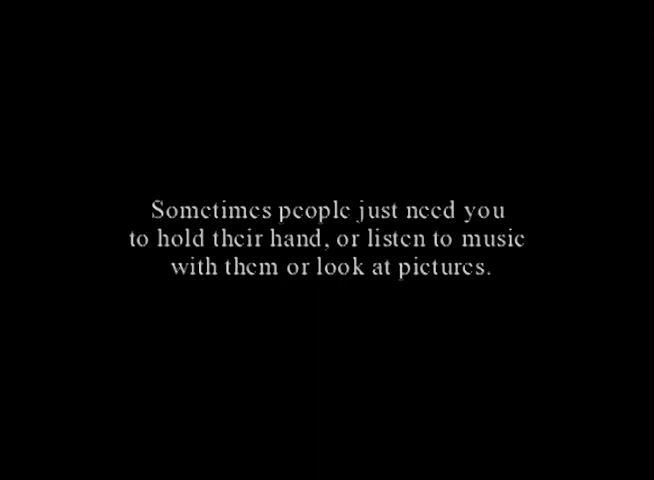 Sometimes people just need you
to hold their hand, or listen to music
with them or look at pictures.